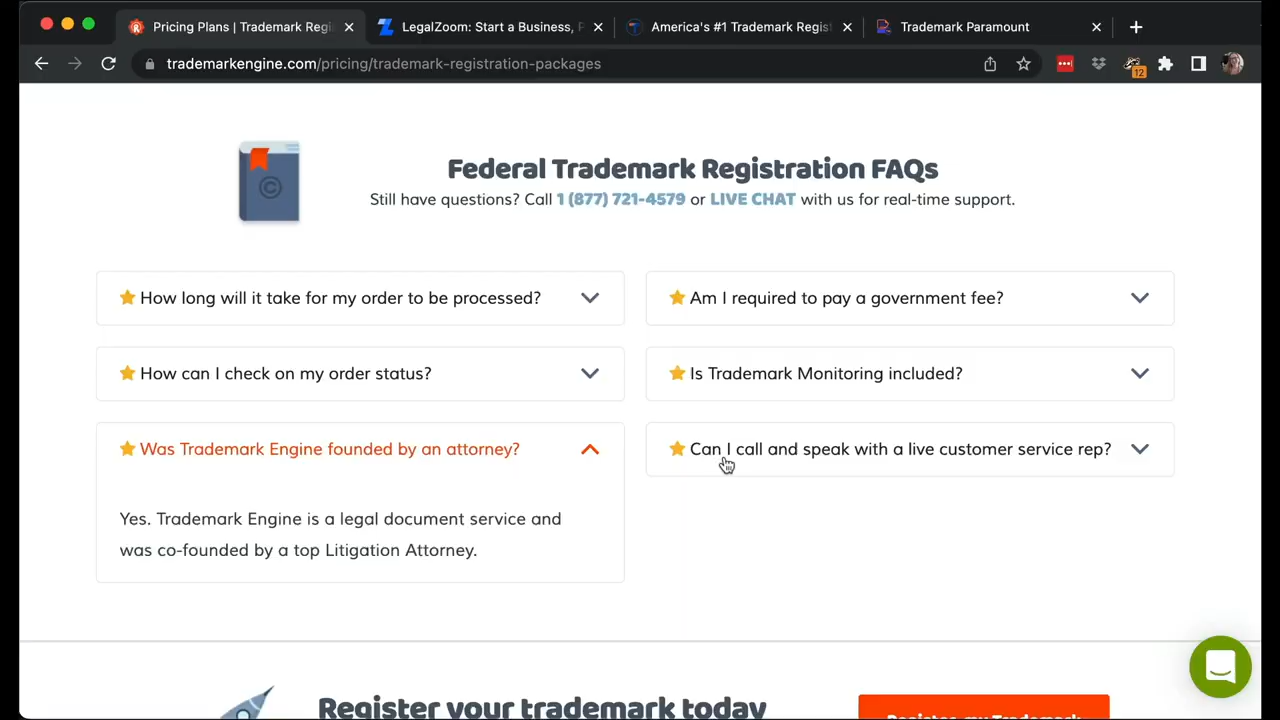 Pricing Plans | Trademark Regi
LegalZoom: Start a Business, P
America's #1 Trademark Regist
Trademark Paramount
trademarkengine.com/pricing/trademark-registration-packages
12
Federal Trademark Registration FAQs
Still have questions? Call 1 (877) 721-4579 or LIVE CHAT with us for real-time support.
How long will it take for my order to be processed?
Am I required to pay a government fee?
How can I check on my order status?
Is Trademark Monitoring included?
Was Trademark Engine founded by an attorney?
Can I call and speak with a live customer service rep?
Yes. Trademark Engine is a legal document service and
was co-founded by a top Litigation Attorney.
Register your trademark today
Register my Trademark